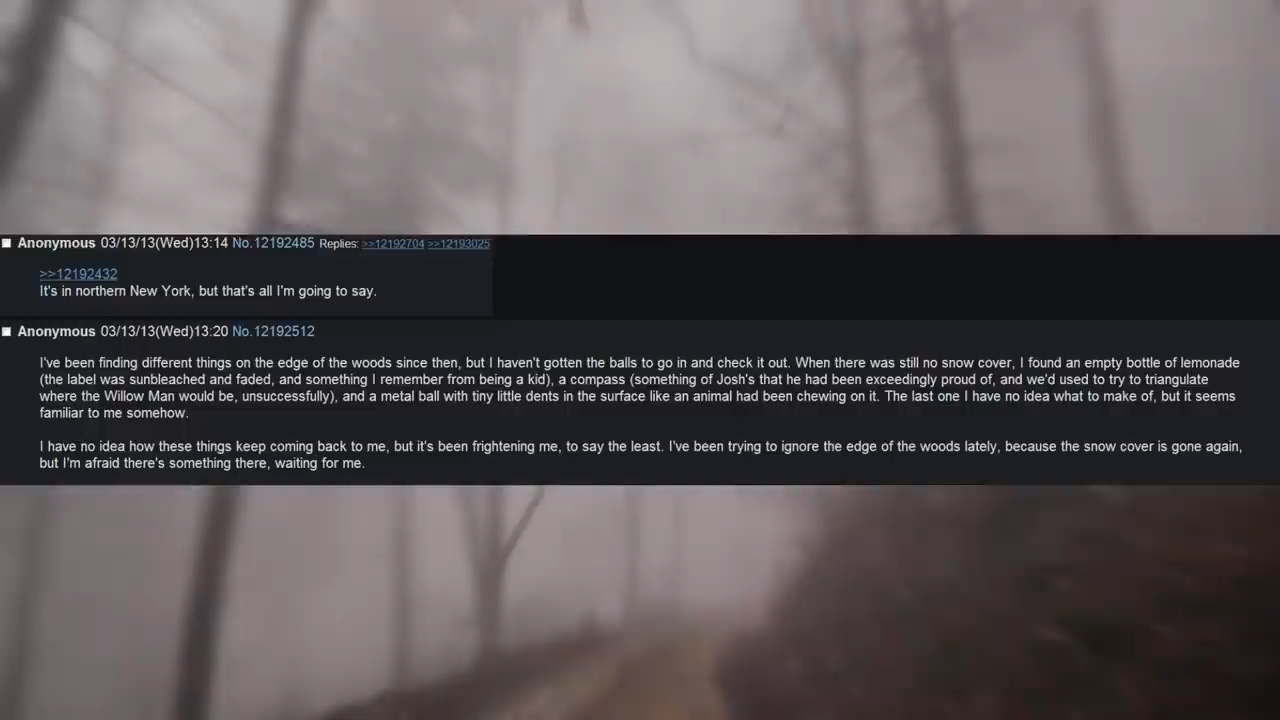 Anonymous 03/13/13(Wed)13:14 No.12192485 Replies: >>12192704 >>12193025
>>12192432
It's in northern New York, but that's all I'm going to say.
Anonymous 03/13/13(Wed)13:20 No.12192512
I've been finding different things on the edge of the woods since then, but I haven't gotten the balls to go in and check it out. When there was still no snow cover, I found an empty bottle of lemonade
(the label was sunbleached and faded, and something I remember from being a kid), a compass (something of Josh's that he had been exceedingly proud of, and we'd used to try to triangulate
where the Willow Man would be, unsuccessfully), and a metal ball with tiny little dents in the surface like an animal had been chewing on it. The last one I have no idea what to make of, but it seems
familiar to me somehow.
I have no idea how these things keep coming back to me, but it's been frightening me, to say the least. I've been trying to ignore the edge of the woods lately, because the snow cover is gone again,
but I'm afraid there's something there, waiting for me.